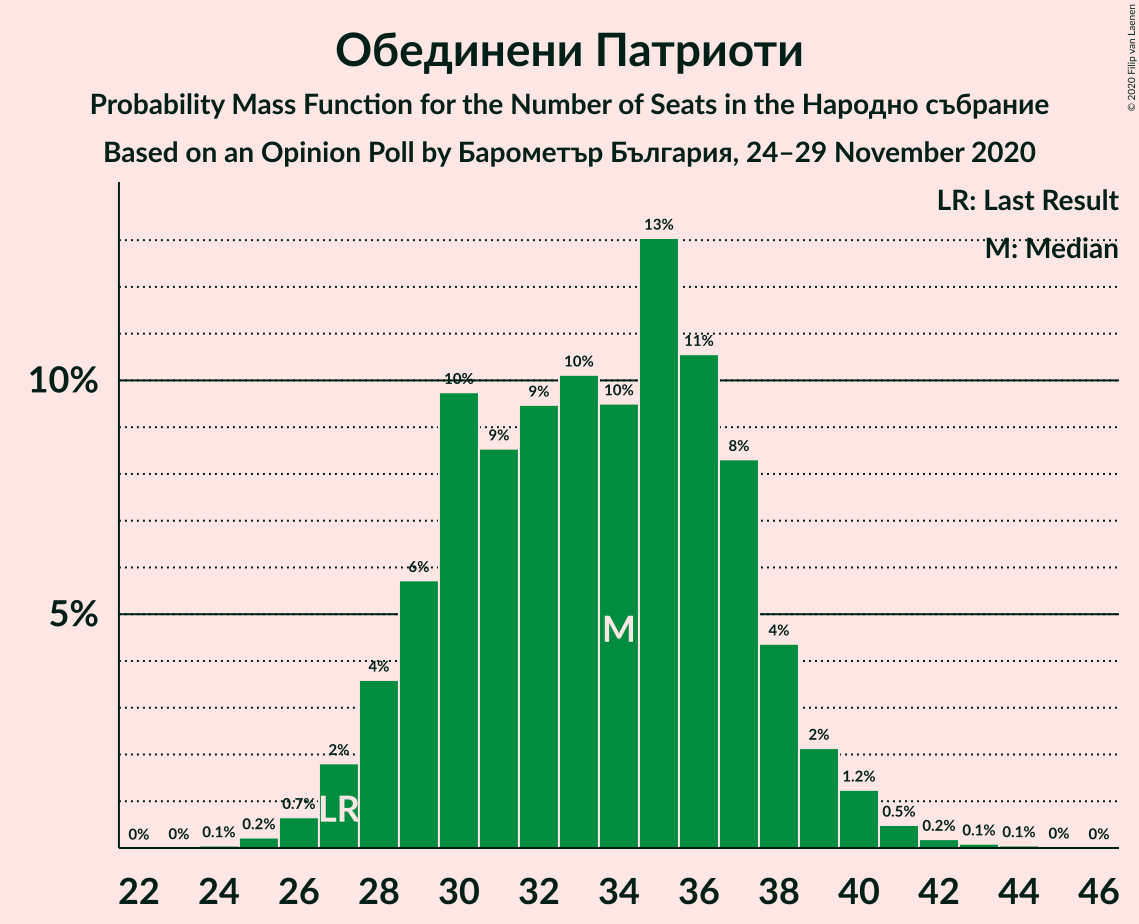 Обединени Патриоти
Probability Mass Function for the Number of Seats in the Народно събрание
Based on an Opinion Poll by Барометър България, 24–29 November 2020
© 2020 Filip van Laenen
LR: Last Result
M: Median
10%
5%
0% 0% 0.1% 0.2% 0.7% 2% 4% 6% 10% 9% 9% 10% 10% 13% 11% 8% 4% 2% 1.2% 0.5% 0.2% 0.1% 0.1% 0% 0%
LR
M
22 24 26 28 30 32 34 36 38 40 42 44 46